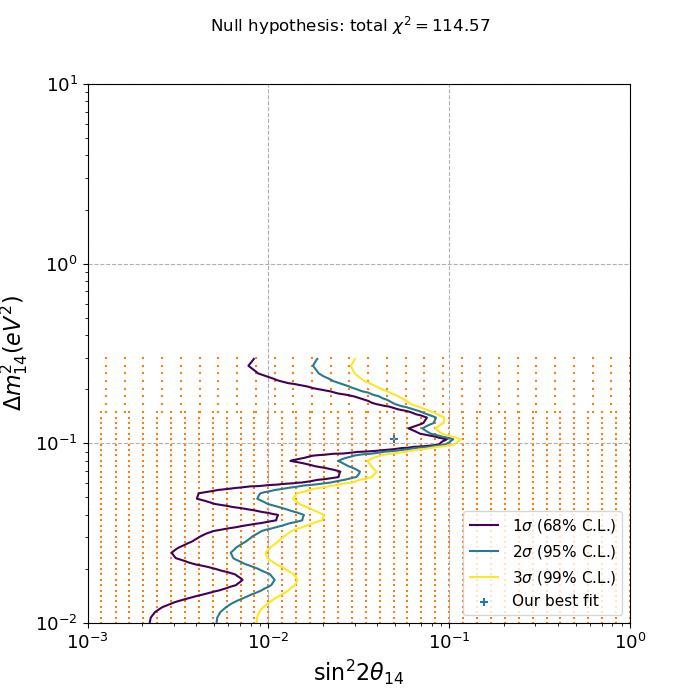 Null hypothesis: total χ² = 114.57
10¹
10⁰
10⁻¹
10⁻²
Δm²₁₄(eV²)
1σ (68% C.L.)
2σ (95% C.L.)
3σ (99% C.L.)
Our best fit
10⁻³
10⁻²
10⁻¹
10⁰
sin²2θ₁₄